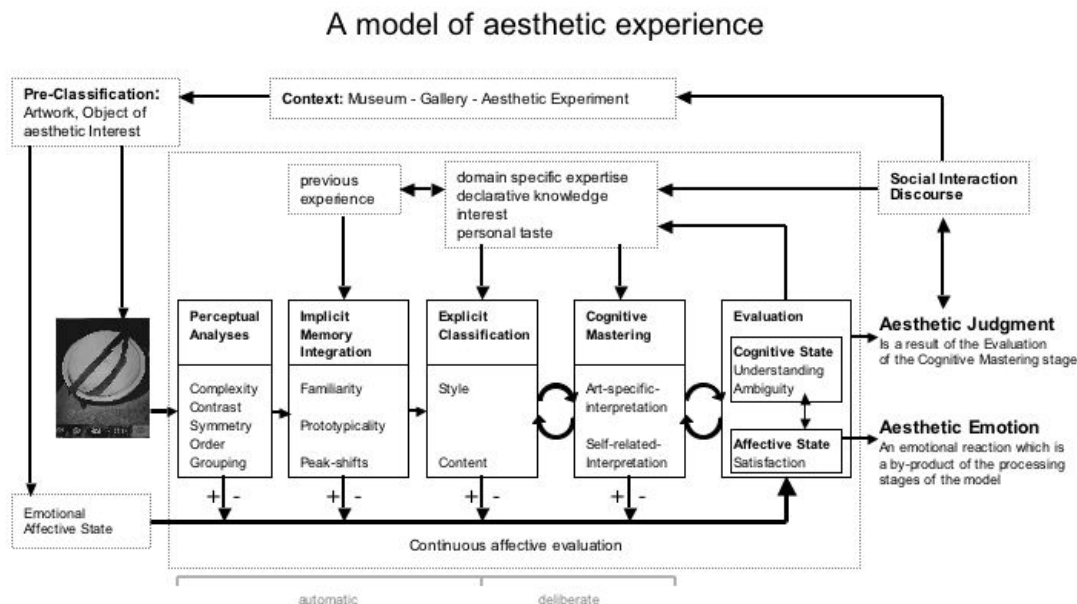 A model of aesthetic experience
Pre-Classification:
Artwork, Object of
aesthetic Interest
Context: Museum - Gallery - Aesthetic Experiment
previous
experience
domain specific expertise
declarative knowledge
interest
personal taste
Social Interaction
Discourse
Perceptual
Analyses
Complexity
Contrast
Symmetry
Order
Grouping
Implicit
Memory
Integration
Familiarity
Prototypicality
Peak-shifts
Explicit
Classification
Style
Content
Cognitive
Mastering
Art-specific-
interpretation
Self-related-
Interpretation
Evaluation
Cognitive State
Understanding
Ambiguity
Affective State
Satisfaction
Aesthetic Judgment
Is a result of the Evaluation
of the Cognitive Mastering stage
Aesthetic Emotion
An emotional reaction which is
a by-product of the processing
stages of the model
+ -
+ -
+ -
+ -
Emotional
Affective State
Continuous affective evaluation
automatic
deliberate